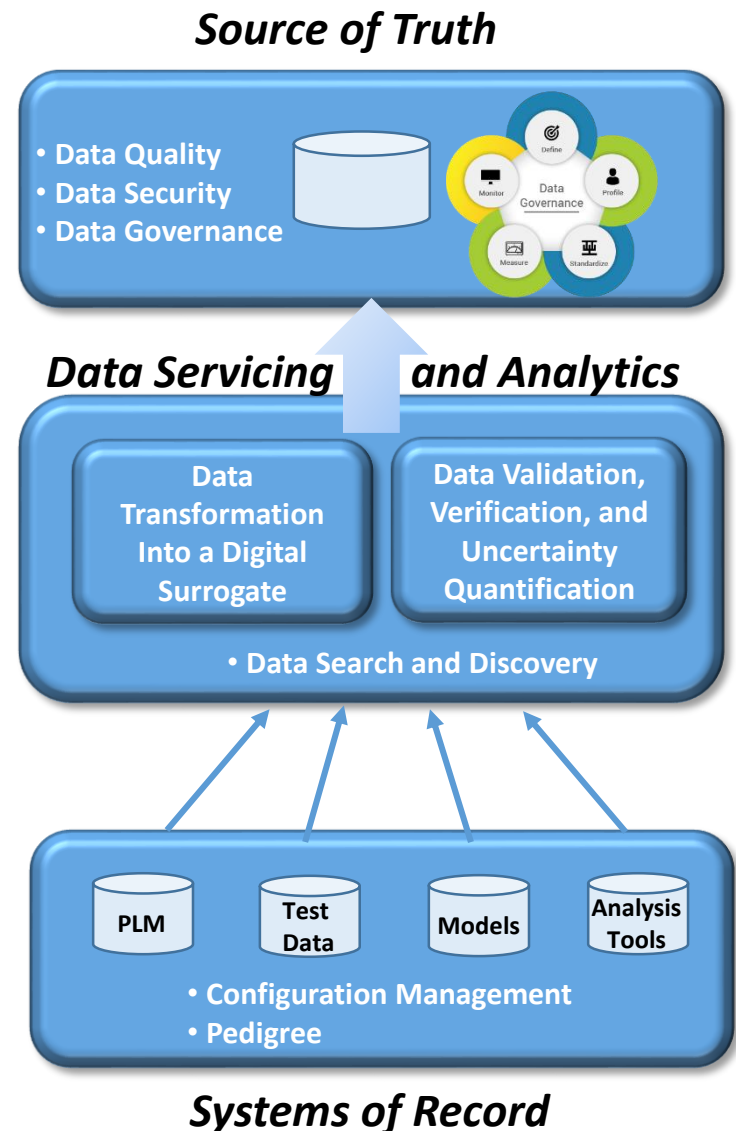 Source of Truth
• Data Quality
• Data Security
• Data Governance
Define
Monitor
Profile
Data
Governance
Measure
Standardize
Data Servicing and Analytics
Data
Transformation
Into a Digital
Surrogate
Data Validation,
Verification, and
Uncertainty
Quantification
• Data Search and Discovery
PLM
Test
Data
Models
Analysis
Tools
• Configuration Management
• Pedigree
Systems of Record